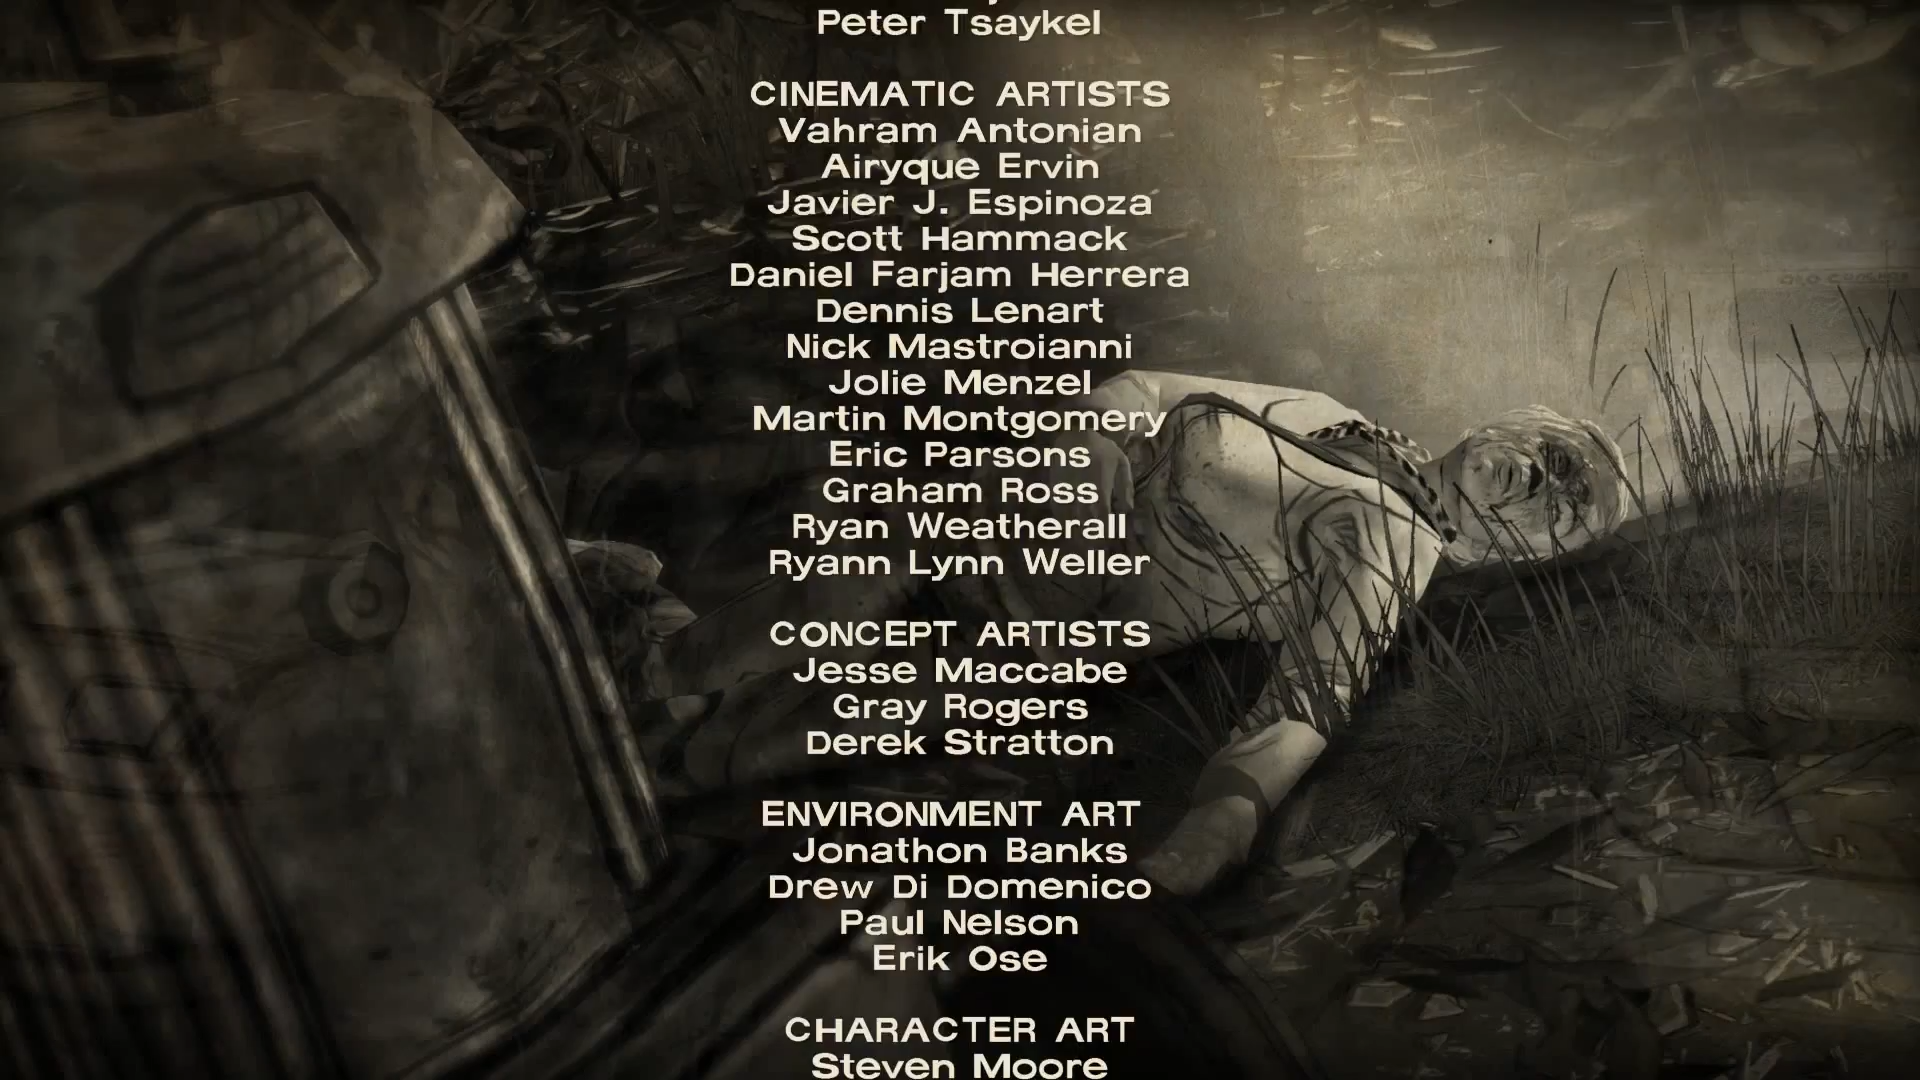 Peter Tsaykel
CINEMATIC ARTISTS
Vahram Antonian
Airyque Ervin
Javier J. Espinoza
Scott Hammack
Daniel Farjam Herrera
Dennis Lenart
Nick Mastroianni
Jolie Menzel
Martin Montgomery
Eric Parsons
Graham Ross
Ryan Weatherall
Ryann Lynn Weller
CONCEPT ARTISTS
Jesse Maccabe
Gray Rogers
Derek Stratton
ENVIRONMENT ART
Jonathon Banks
Drew Di Domenico
Paul Nelson
Erik Ose
CHARACTER ART
Steven Moore